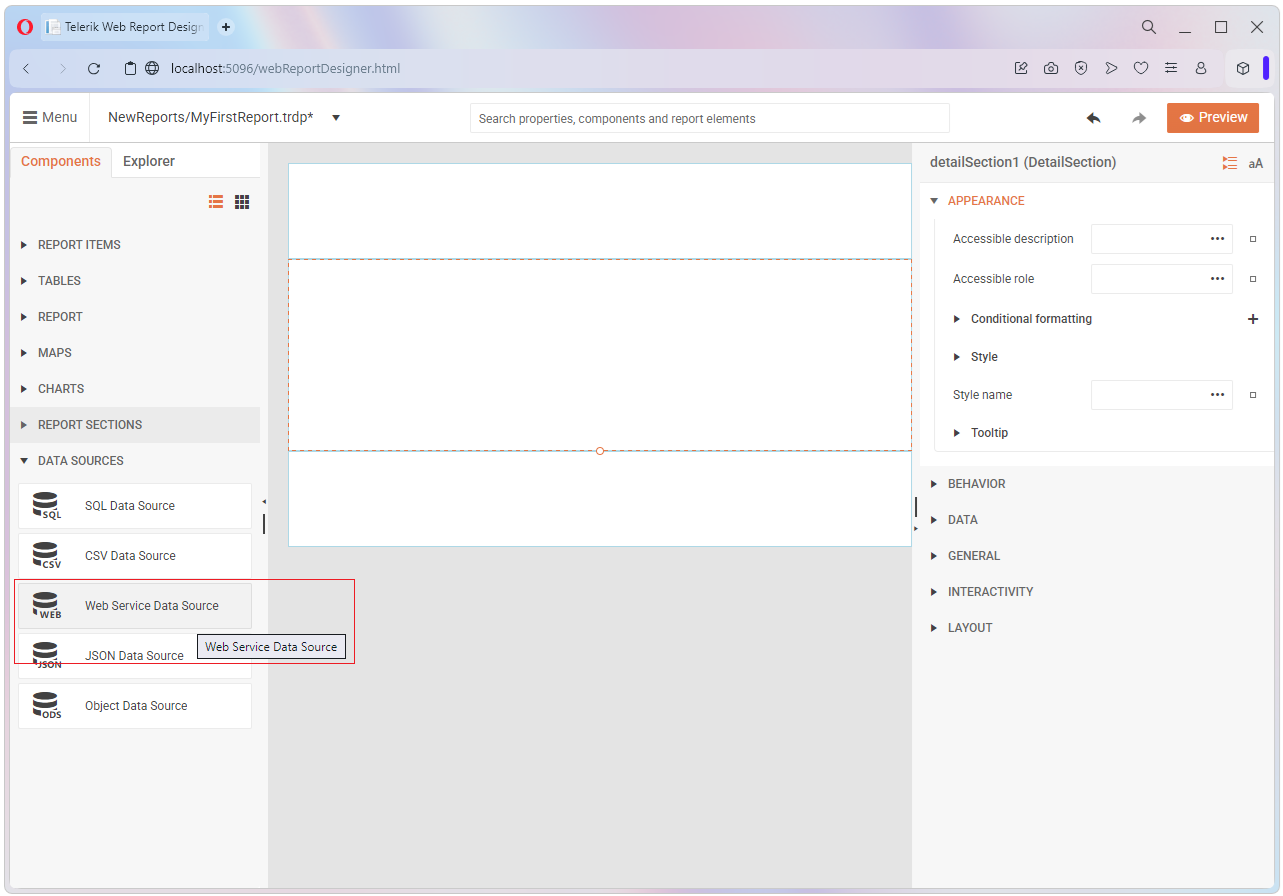 Telerik Web Report Design
localhost:5096/webReportDesigner.html
Menu
NewReports/MyFirstReport.trdp*
Search properties, components and report elements
Preview
Components
Explorer
REPORT ITEMS
TABLES
REPORT
MAPS
CHARTS
REPORT SECTIONS
DATA SOURCES
SQL
SQL Data Source
CSV
CSV Data Source
WEB
Web Service Data Source
JSON
JSON Data Source
Web Service Data Source
ODS
Object Data Source
detailSection1 (DetailSection)
aA
APPEARANCE
Accessible description
Accessible role
Conditional formatting
Style
Style name
Tooltip
BEHAVIOR
DATA
GENERAL
INTERACTIVITY
LAYOUT